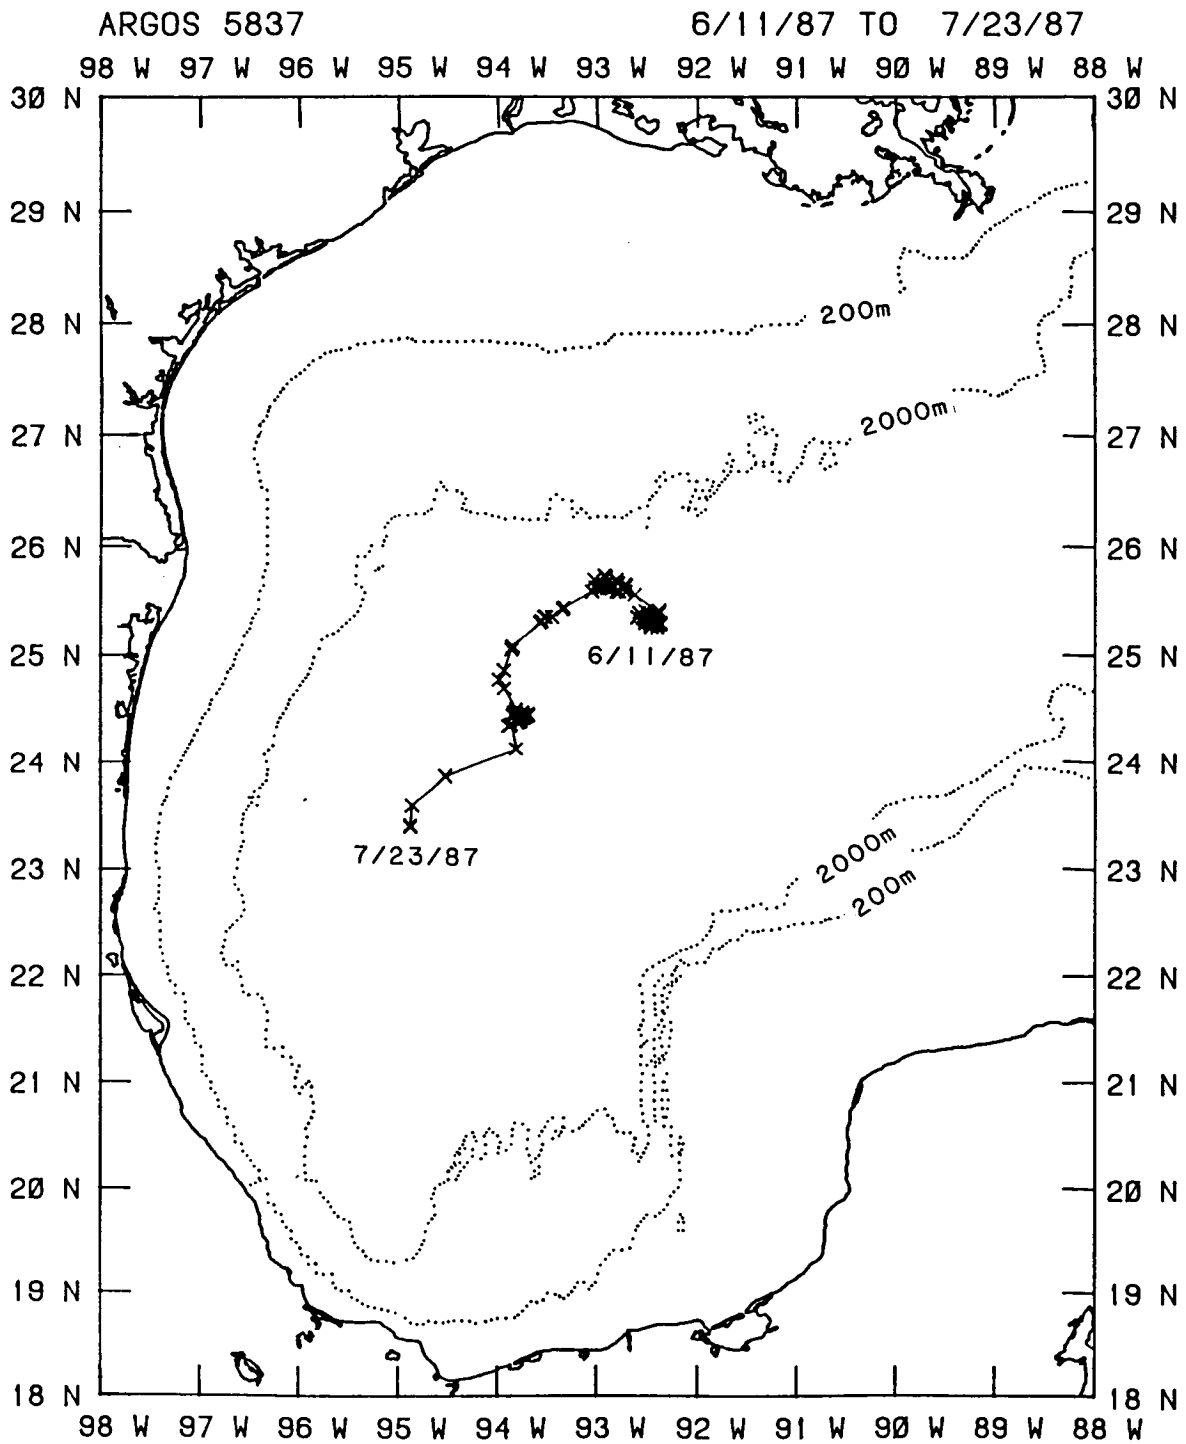 ARGOS 5837 6/11/87 TO 7/23/87
98 W 97 W 96 W 95 W 94 W 93 W 92 W 91 W 90 W 89 W 88 W
30 N 30 N
29 N 29 N
200m
28 N 28 N
2000m
27 N 27 N
26 N 26 N
6/11/87
25 N 25 N
24 N 24 N
7/23/87
2000m
23 N 23 N
200m
22 N 22 N
21 N 21 N
20 N 20 N
19 N 19 N
18 N 18 N
98 W 97 W 96 W 95 W 94 W 93 W 92 W 91 W 90 W 89 W 88 W